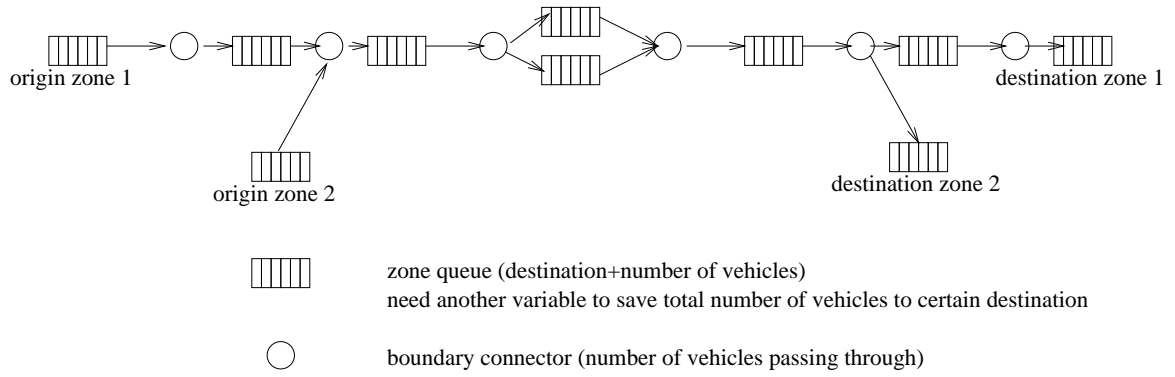 origin zone 1
destination zone 1
origin zone 2
destination zone 2
zone queue (destination+number of vehicles)
need another variable to save total number of vehicles to certain destination
boundary connector (number of vehicles passing through)